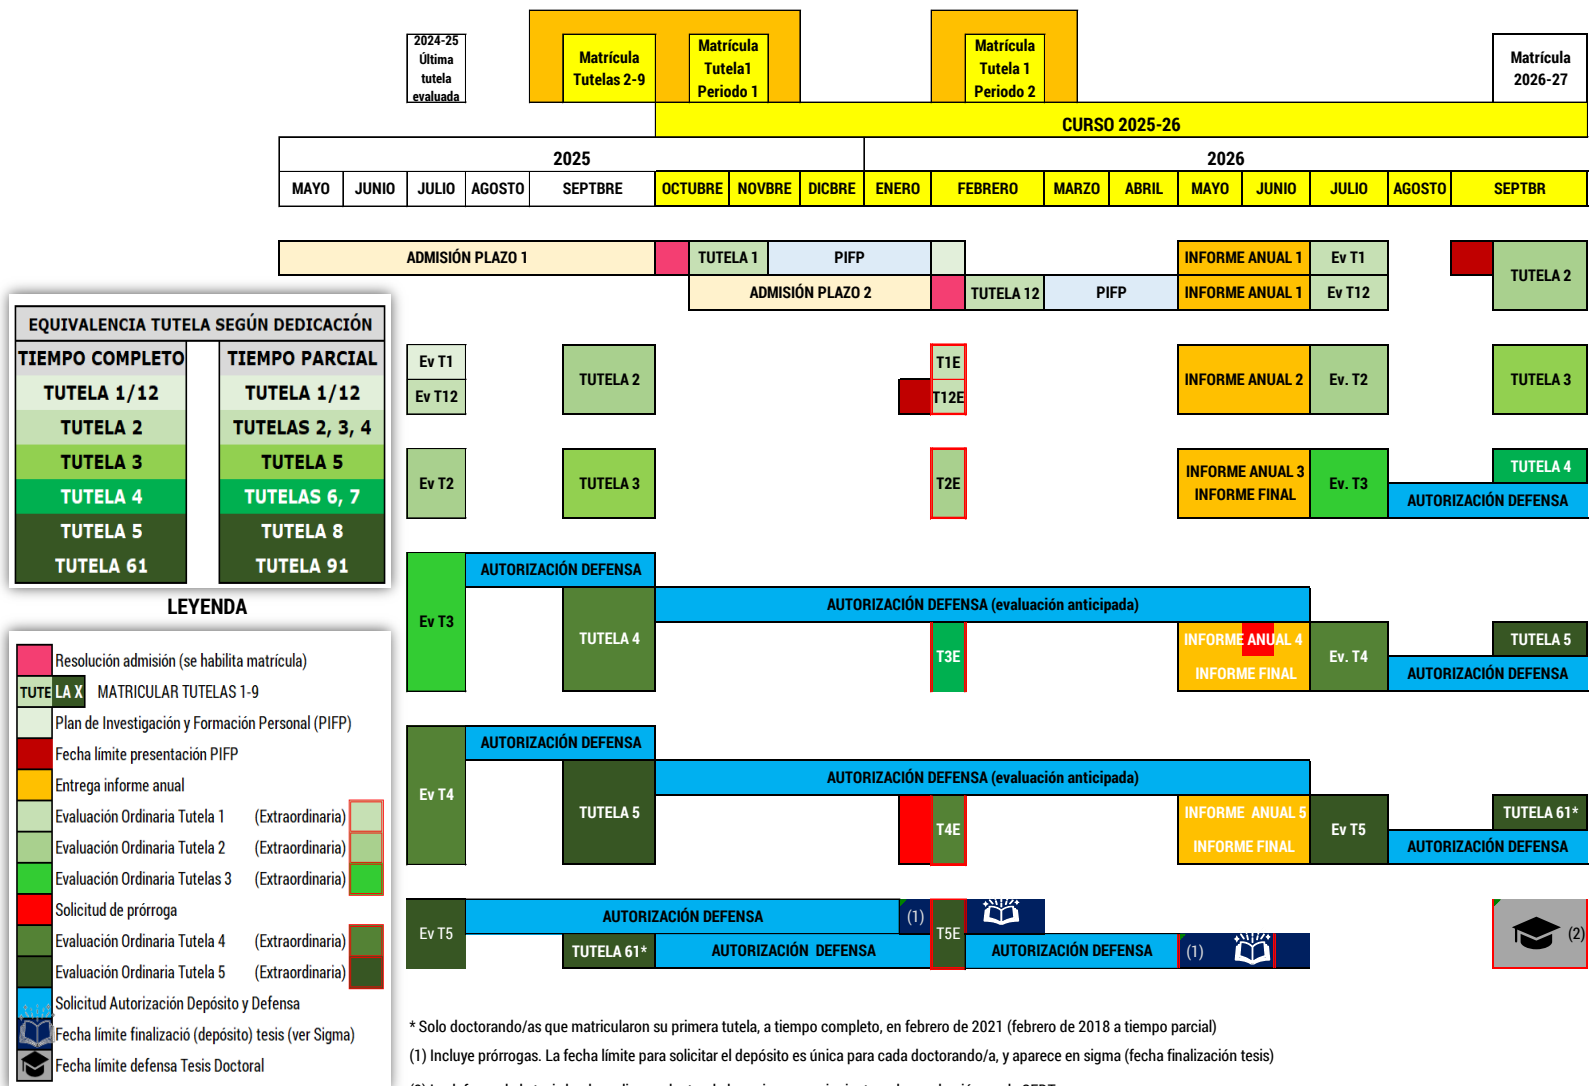 2024-25
Última
tutela
evaluada
Matrícula
Tutelas 2-9
Matrícula
Tutela1
Periodo 1
Matrícula
Tutela 1
Periodo 2
Matrícula
2026-27
CURSO 2025-26
2025 2026
MAYO JUNIO JULIO AGOSTO SEPTBRE OCTUBRE NOVBRE DICBRE ENERO FEBRERO MARZO ABRIL MAYO JUNIO JULIO AGOSTO SEPTBR
ADMISIÓN PLAZO 1 TUTELA 1 PIFP INFORME ANUAL 1 Ev T1
TUTELA 2
ADMISIÓN PLAZO 2 TUTELA 12 PIFP INFORME ANUAL 1 Ev T12
EQUIVALENCIA TUTELA SEGÚN DEDICACIÓN
TIEMPO COMPLETO TIEMPO PARCIAL
TUTELA 1/12 TUTELA 1/12
TUTELA 2 TUTELAS 2, 3, 4
TUTELA 3 TUTELA 5
TUTELA 4 TUTELAS 6, 7
TUTELA 5 TUTELA 8
TUTELA 61 TUTELA 91
Ev T1 T1E
TUTELA 2 INFORME ANUAL 2 Ev. T2 TUTELA 3
Ev T12 T12E
Ev T2 TUTELA 3 T2E
INFORME ANUAL 3
INFORME FINAL
Ev. T3
TUTELA 4
AUTORIZACIÓN DEFENSA
AUTORIZACIÓN DEFENSA
AUTORIZACIÓN DEFENSA (evaluación anticipada)
Ev T3 TUTELA 4 T3E
INFORME ANUAL 4
INFORME FINAL
Ev. T4
TUTELA 5
AUTORIZACIÓN DEFENSA
AUTORIZACIÓN DEFENSA
AUTORIZACIÓN DEFENSA (evaluación anticipada)
Ev T4 TUTELA 5 T4E
INFORME ANUAL 5
INFORME FINAL
Ev T5
TUTELA 61*
AUTORIZACIÓN DEFENSA
Ev T5 AUTORIZACIÓN DEFENSA (1) T5E (2)
TUTELA 61* AUTORIZACIÓN DEFENSA AUTORIZACIÓN DEFENSA (1)
LEYENDA
Resolución admisión (se habilita matrícula)
TUTELA X MATRICULAR TUTELAS 1-9
Plan de Investigación y Formación Personal (PIFP)
Fecha límite presentación PIFP
Entrega informe anual
Evaluación Ordinaria Tutela 1 (Extraordinaria)
Evaluación Ordinaria Tutela 2 (Extraordinaria)
Evaluación Ordinaria Tutelas 3 (Extraordinaria)
Solicitud de prórroga
Evaluación Ordinaria Tutela 4 (Extraordinaria)
Evaluación Ordinaria Tutela 5 (Extraordinaria)
Solicitud Autorización Depósito y Defensa
Fecha límite finalizació (depósito) tesis (ver Sigma)
Fecha límite defensa Tesis Doctoral
* Solo doctorando/as que matricularon su primera tutela, a tiempo completo, en febrero de 2021 (febrero de 2018 a tiempo parcial)
(1) Incluye prórrogas. La fecha límite para solicitar el depósito es única para cada doctorando/a, y aparece en sigma (fecha finalización tesis)